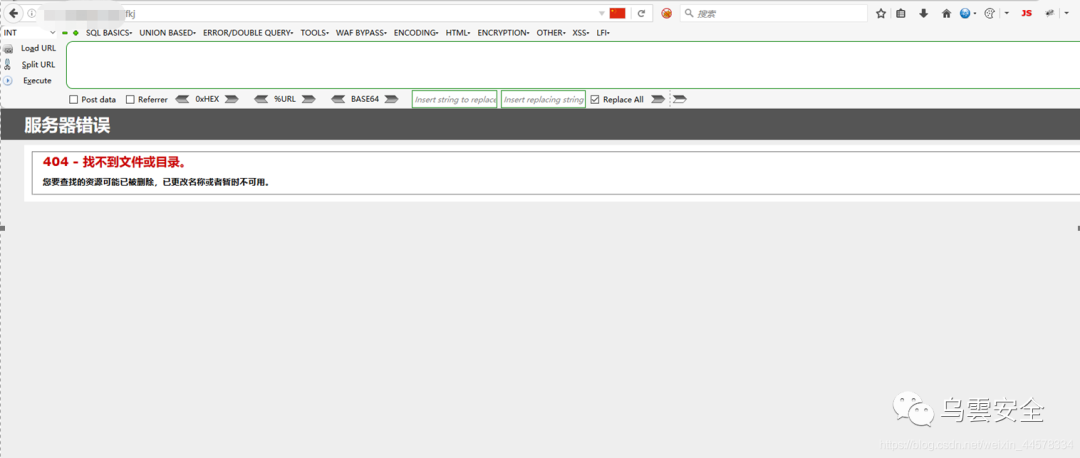 fkj
搜索
JS
INT
SQL BASICS▾ UNION BASED▾ ERROR/DOUBLE QUERY▾ TOOLS▾ WAF BYPASS▾ ENCODING▾ HTML▾ ENCRYPTION▾ OTHER▾ XSS▾ LFI▾
Load URL
Split URL
Execute
Post data Referrer 0xHEX %URL BASE64 Insert string to replace Insert replacing string Replace All
服务器错误
404 - 找不到文件或目录。
您要查找的资源可能已被删除，已更改名称或者暂时不可用。
乌雲安全
https://blog.csdn.net/weixin_44578334